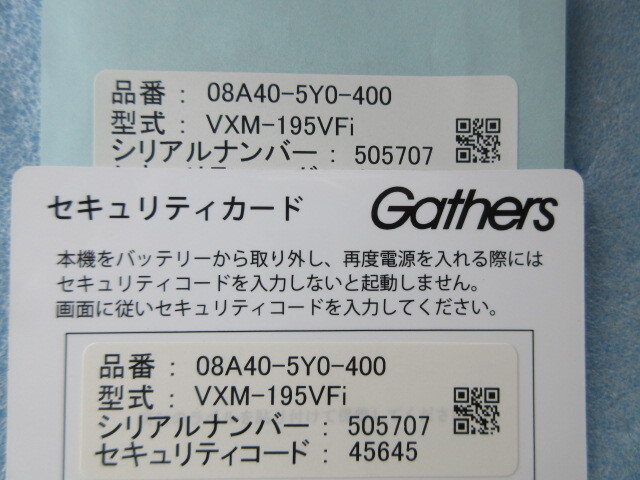 品番 : 08A40-5Y0-400
型式 : VXM-195VFi
シリアルナンバー : 505707
セキュリティカード Gathers
本機をバッテリーから取り外し、再度電源を入れる際には
セキュリティコードを入力しないと起動しません。
画面に従いセキュリティコードを入力してください。
品番 : 08A40-5Y0-400
型式 : VXM-195VFi
シリアルナンバー : 505707
セキュリティコード : 45645